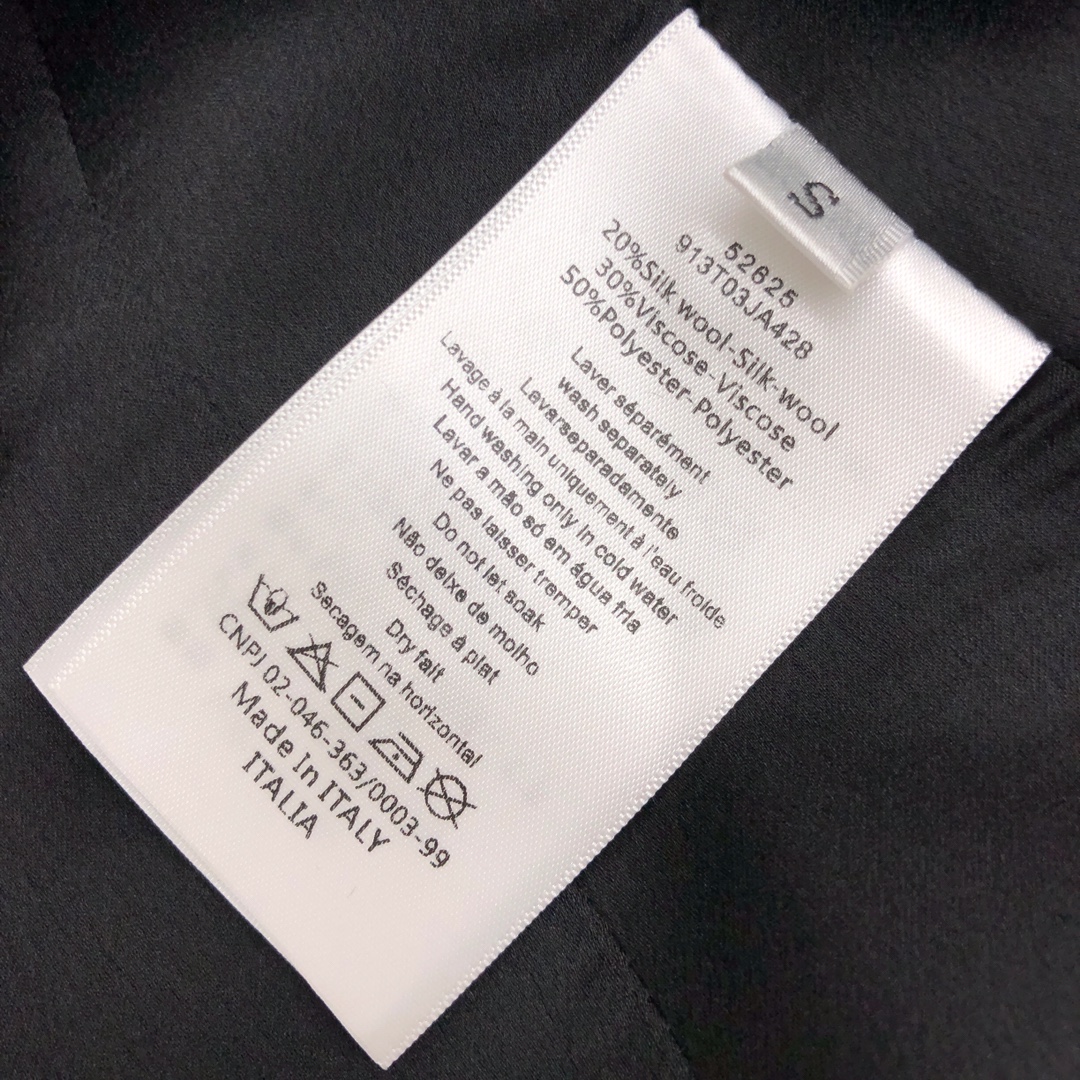 S
52625
913T03JA428
20%Silk wool-Silk-wool
30%Viscose-Viscose
50%Polyester-Polyester
Laver séparément
wash separately
Laverseparadamente
Lavage à la main uniquement à l'eau froide
Hand washing only in cold water
Lavar a mão só em água fria
Ne pas laisser tremper
Do not let soak
Não deixe de molho
Séchage à plat
Dry fait
Secagem na horizontal
CNPJ 02-046-363/0003-99
Made In ITALY
ITALIA